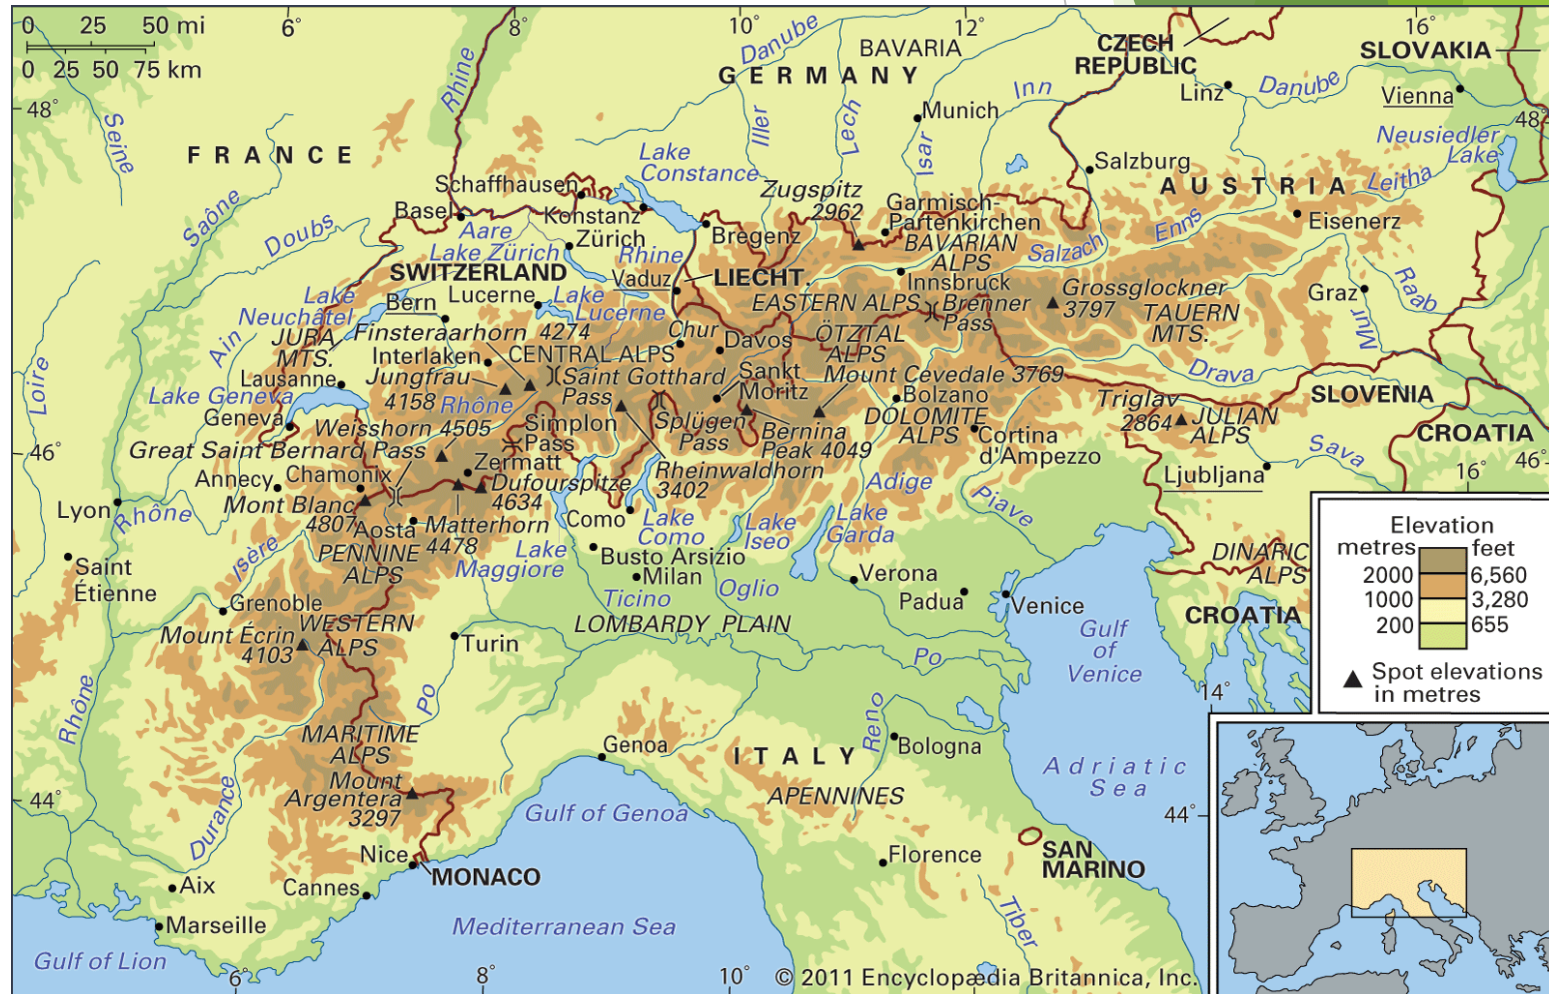 6°
8°
10°
12°
16°
0 25 50 mi
0 25 50 75 km
48°
48°
Danube
BAVARIA
GERMANY
CZECH
REPUBLIC
SLOVAKIA
Rhine
Seine
Iller
Lech
Isar
Inn
Munich
Linz
Danube
Vienna
FRANCE
Lake
Constance
Salzburg
AUSTRIA
Neusiedler
Lake
Leitha
Schaffhausen
Basel
Konstanz
Zugspitz
2962
Garmisch-
Partenkirchen
BAVARIAN
ALPS
Saône
Doubs
Aare
Lake Zürich
Zürich
Rhine
Bregenz
Salzach
Enns
Eisenerz
SWITZERLAND
Vaduz
LIECHT.
Innsbruck
Lake
Neuchâtel
Bern
Lucerne
Lake
Lucerne
EASTERN ALPS
Brenner
Pass
Grossglockner
3797
TAUERN
MTS.
Graz
Raab
Mur
JURA
MTS.
Ain
Finsteraarhorn 4274
Chur
Davos
ÖTZTAL
ALPS
Interlaken
CENTRAL ALPS
Loire
Lausanne
Jungfrau
4158
Saint Gotthard
Pass
Sankt
Moritz
Mount Cevedale 3769
Drava
SLOVENIA
Lake Geneva
Geneva
Rhône
Weisshorn 4505
Simplon
Pass
Splügen
Pass
Bernina
Peak 4049
Bolzano
DOLOMITE
ALPS
Triglav
2864
JULIAN
ALPS
CROATIA
46°
Great Saint Bernard Pass
Cortina
d'Ampezzo
Sava
16°
46°
Annecy
Chamonix
Zermatt
Dufourspitze
4634
Rheinwaldhorn
3402
Adige
Piave
Ljubljana
Lyon
Rhône
Mont Blanc
4807
Aosta
Matterhorn
4478
Como
Lake
Como
Lake
Iseo
Lake
Garda
Isère
PENNINE
ALPS
Lake
Maggiore
Busto Arsizio
Milan
Saint
Étienne
Ticino
Oglio
Verona
Padua
Venice
DINARIC
ALPS
CROATIA
Grenoble
WESTERN
ALPS
Mount Écrin
4103
LOMBARDY PLAIN
Turin
Po
Po
Gulf
of
Venice
Rhône
14°
Elevation
metres feet
2000 6,560
1000 3,280
200 655
Spot elevations
in metres
MARITIME
ALPS
Genoa
ITALY
Reno
Bologna
Adriatic
Sea
Mount
Argentera
3297
APENNINES
44°
44°
Durance
Gulf of Genoa
Nice
MONACO
Florence
SAN
MARINO
Aix
Cannes
Marseille
Mediterranean Sea
Tiber
Gulf of Lion
6°
8°
10°
© 2011 Encyclopædia Britannica, Inc.